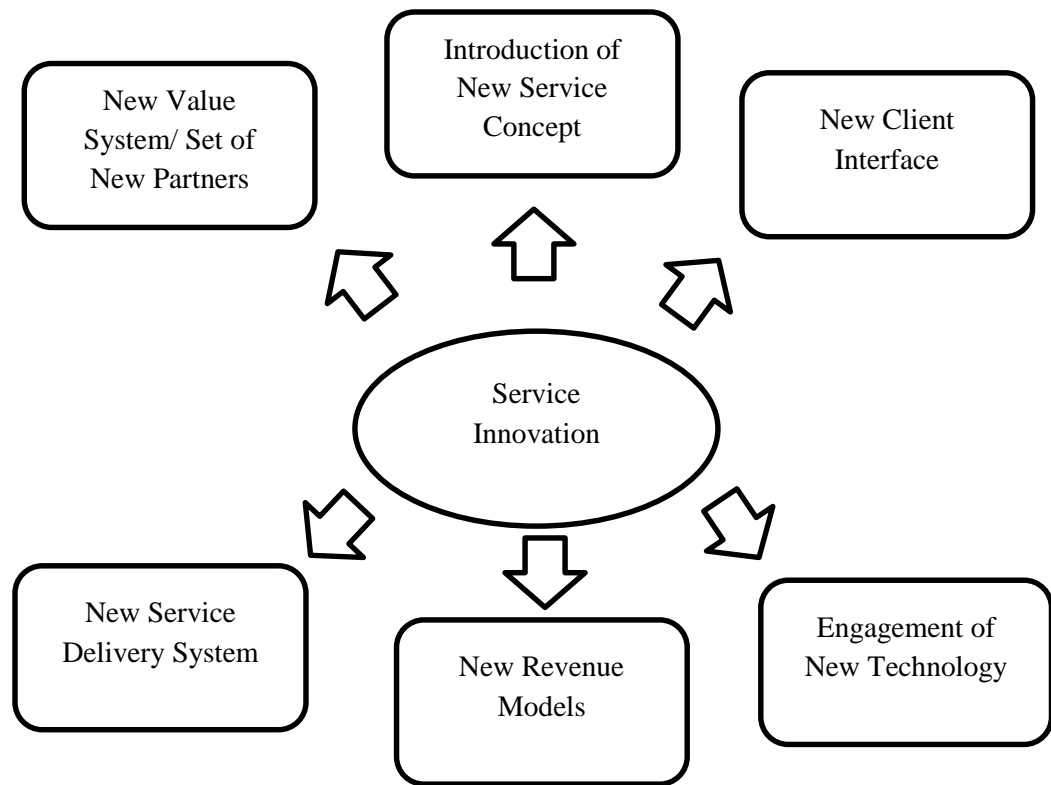 Introduction of
New Service
Concept
New Value
System/ Set of
New Partners
New Client
Interface
Service
Innovation
New Service
Delivery System
New Revenue
Models
Engagement of
New Technology